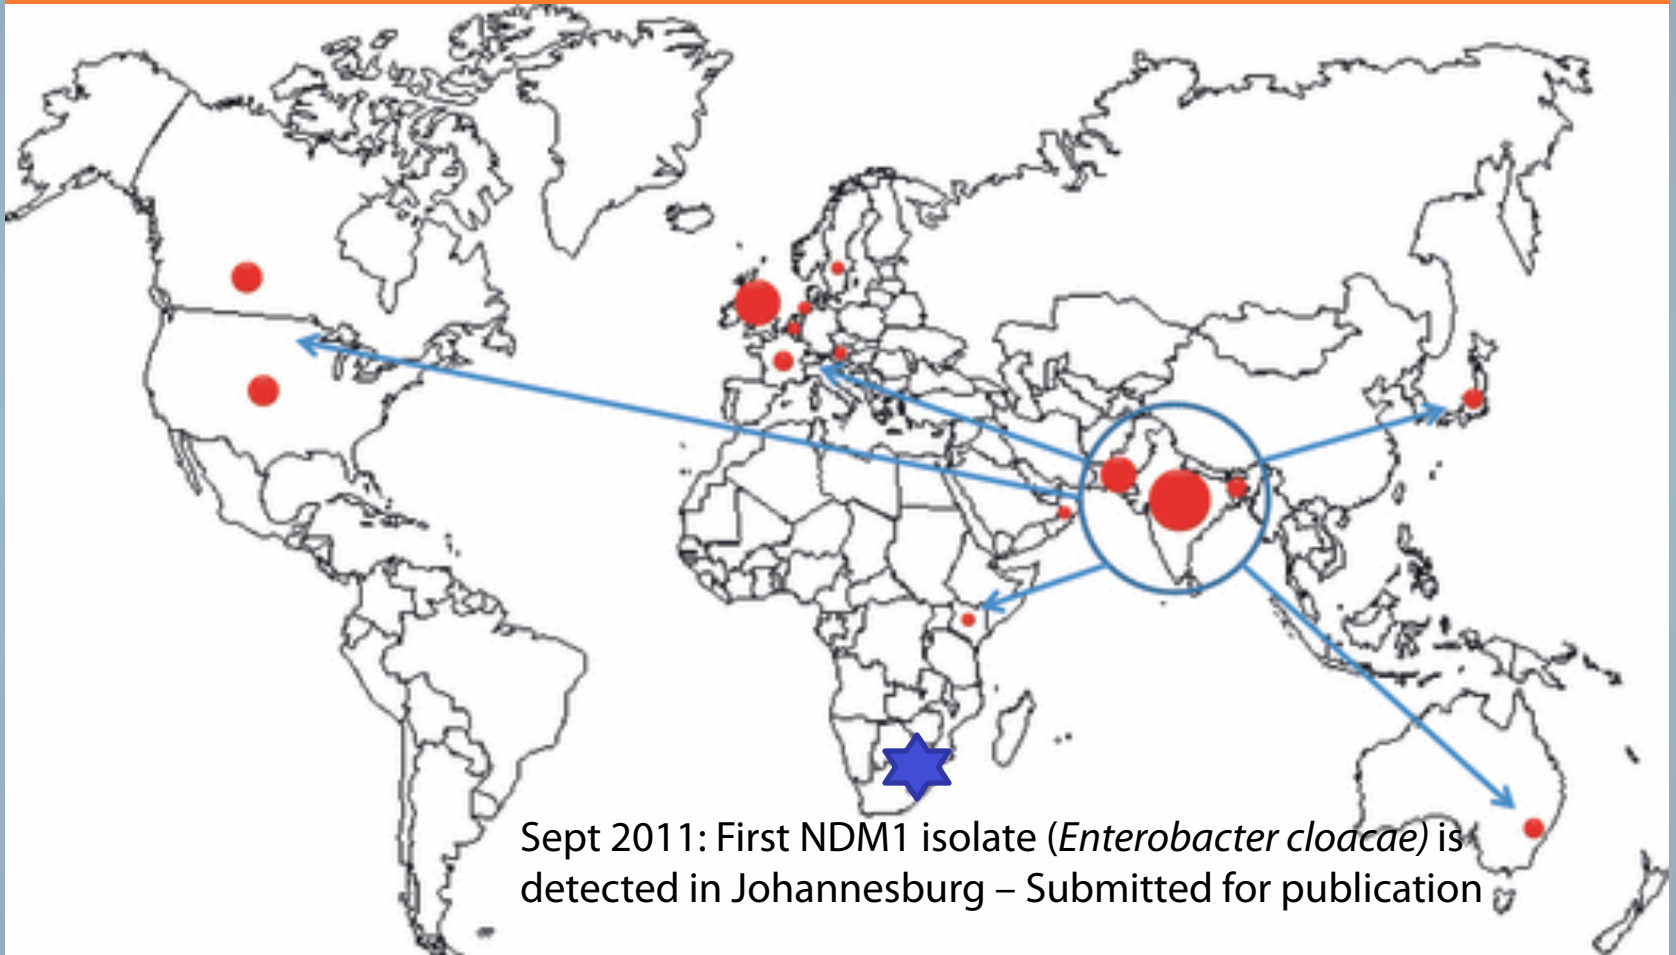 Sept 2011: First NDM1 isolate (Enterobacter cloacae) is
detected in Johannesburg – Submitted for publication